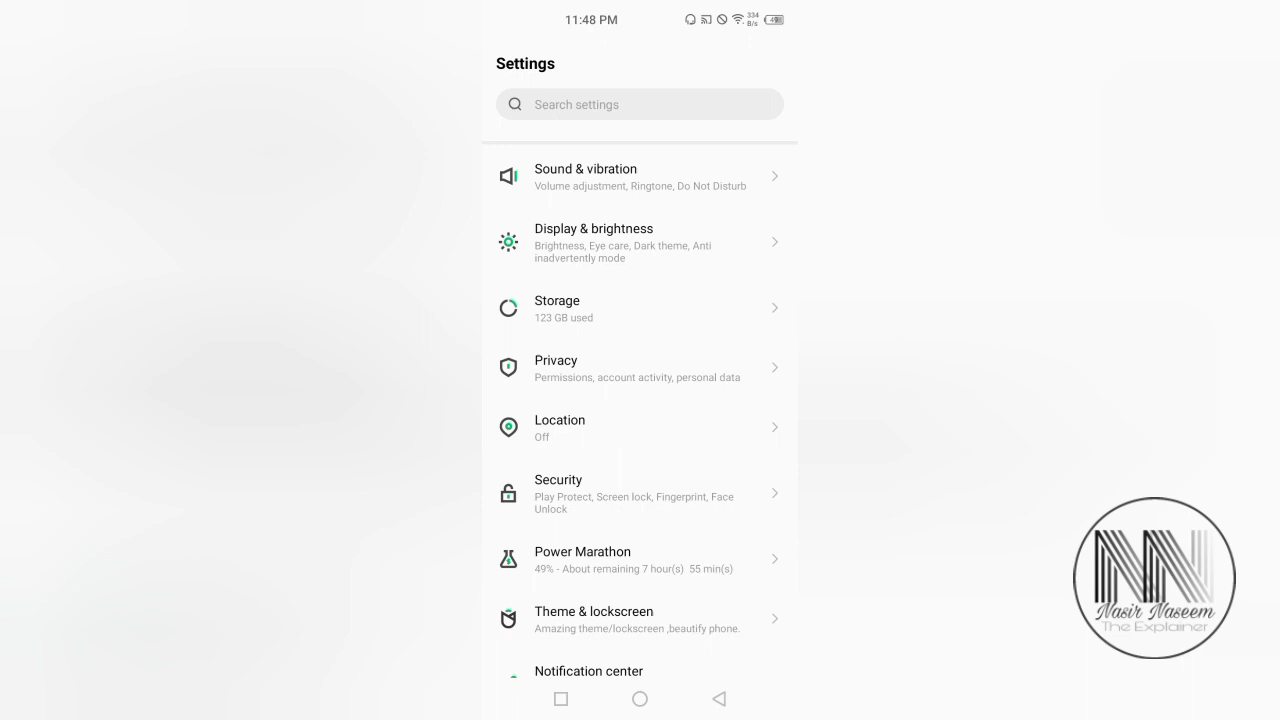 11:48 PM
334
B/s
49
Settings
Search settings
Sound & vibration
Volume adjustment, Ringtone, Do Not Disturb
Display & brightness
Brightness, Eye care, Dark theme, Anti
inadvertently mode
Storage
123 GB used
Privacy
Permissions, account activity, personal data
Location
Off
Security
Play Protect, Screen lock, Fingerprint, Face
Unlock
Power Marathon
49% - About remaining 7 hour(s)  55 min(s)
Theme & lockscreen
Amazing theme/lockscreen ,beautify phone.
Notification center
NN
Nasir Naseem
The Explainer